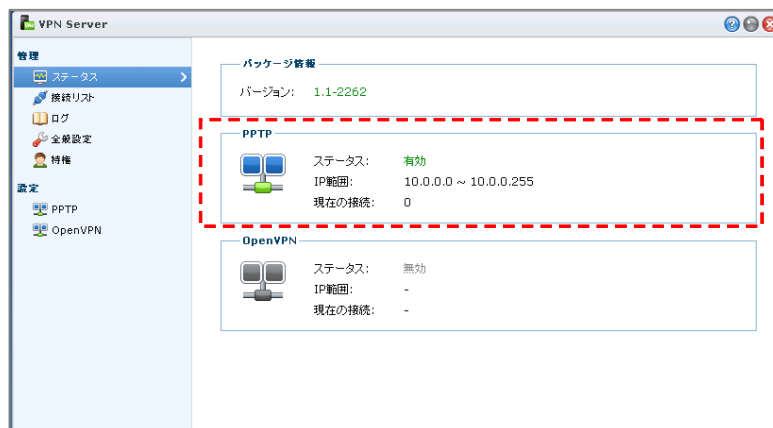 VPN Server
管理
ステータス
接続リスト
ログ
全般設定
特権
設定
PPTP
OpenVPN
パッケージ情報
バージョン: 1.1-2262
PPTP
ステータス: 有効
IP範囲: 10.0.0.0 ~ 10.0.0.255
現在の接続: 0
OpenVPN
ステータス: 無効
IP範囲: -
現在の接続: -